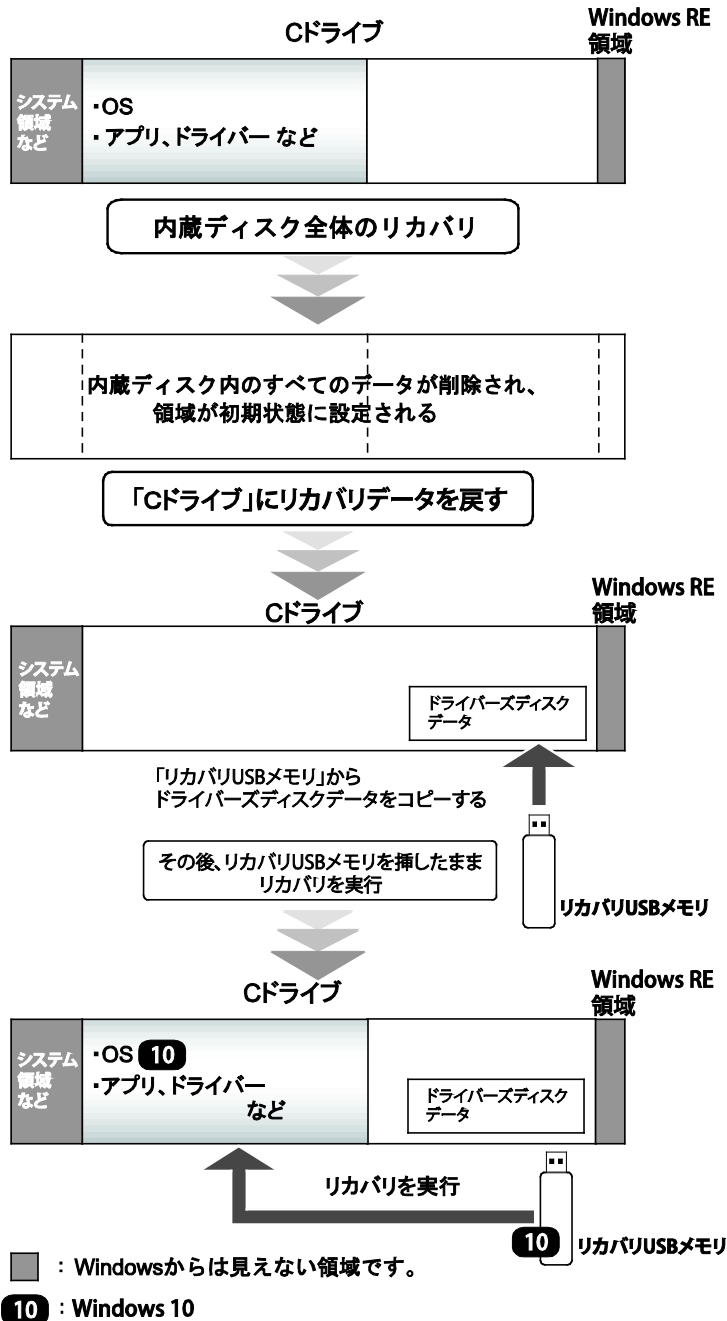 Cドライブ
Windows RE
領域
システム
領域
など
・OS
・アプリ、ドライバー など
内蔵ディスク全体のリカバリ
内蔵ディスク内のすべてのデータが削除され、
領域が初期状態に設定される
「Cドライブ」にリカバリデータを戻す
Cドライブ
Windows RE
領域
システム
領域
など
ドライバーズディスク
データ
「リカバリUSBメモリ」から
ドライバーズディスクデータをコピーする
その後、リカバリUSBメモリを挿したまま
リカバリを実行
リカバリUSBメモリ
Cドライブ
Windows RE
領域
システム
領域
など
・OS 10
・アプリ、ドライバー
など
ドライバーズディスク
データ
リカバリを実行
10 リカバリUSBメモリ
：Windowsからは見えない領域です。
10：Windows 10